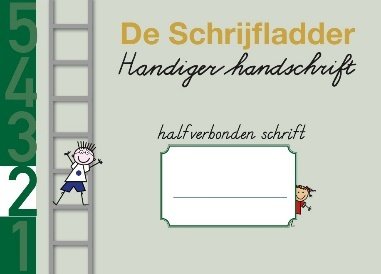 De Schrijfladder
Handiger handschrift
halfverbonden schrift
5
4
3
2
1